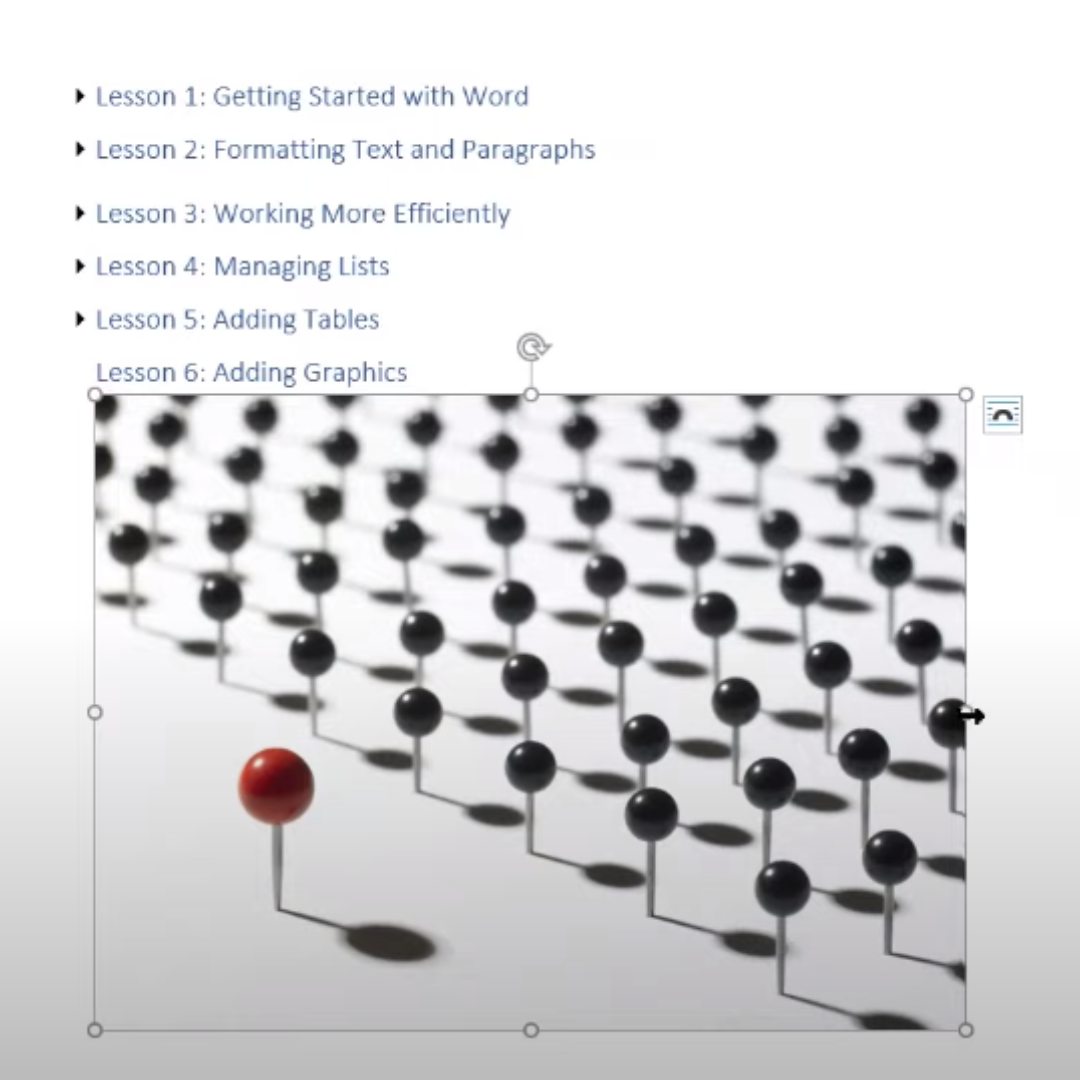 Lesson 1: Getting Started with Word
Lesson 2: Formatting Text and Paragraphs
Lesson 3: Working More Efficiently
Lesson 4: Managing Lists
Lesson 5: Adding Tables
Lesson 6: Adding Graphics